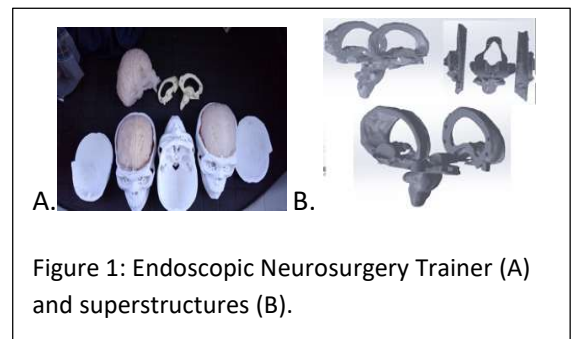 A.
B.
Figure 1: Endoscopic Neurosurgery Trainer (A)
and superstructures (B).